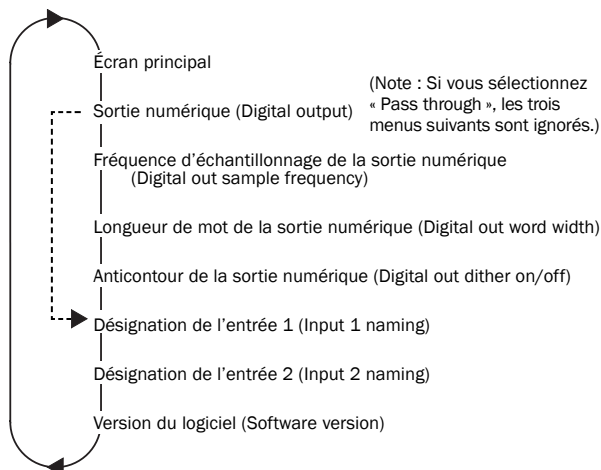 Écran principal
(Note : Si vous sélectionnez
« Pass through », les trois
menus suivants sont ignorés.)
Sortie numérique (Digital output)
Fréquence d’échantillonnage de la sortie numérique
(Digital out sample frequency)
Longueur de mot de la sortie numérique (Digital out word width)
Anticontour de la sortie numérique (Digital out dither on/off)
Désignation de l’entrée 1 (Input 1 naming)
Désignation de l’entrée 2 (Input 2 naming)
Version du logiciel (Software version)